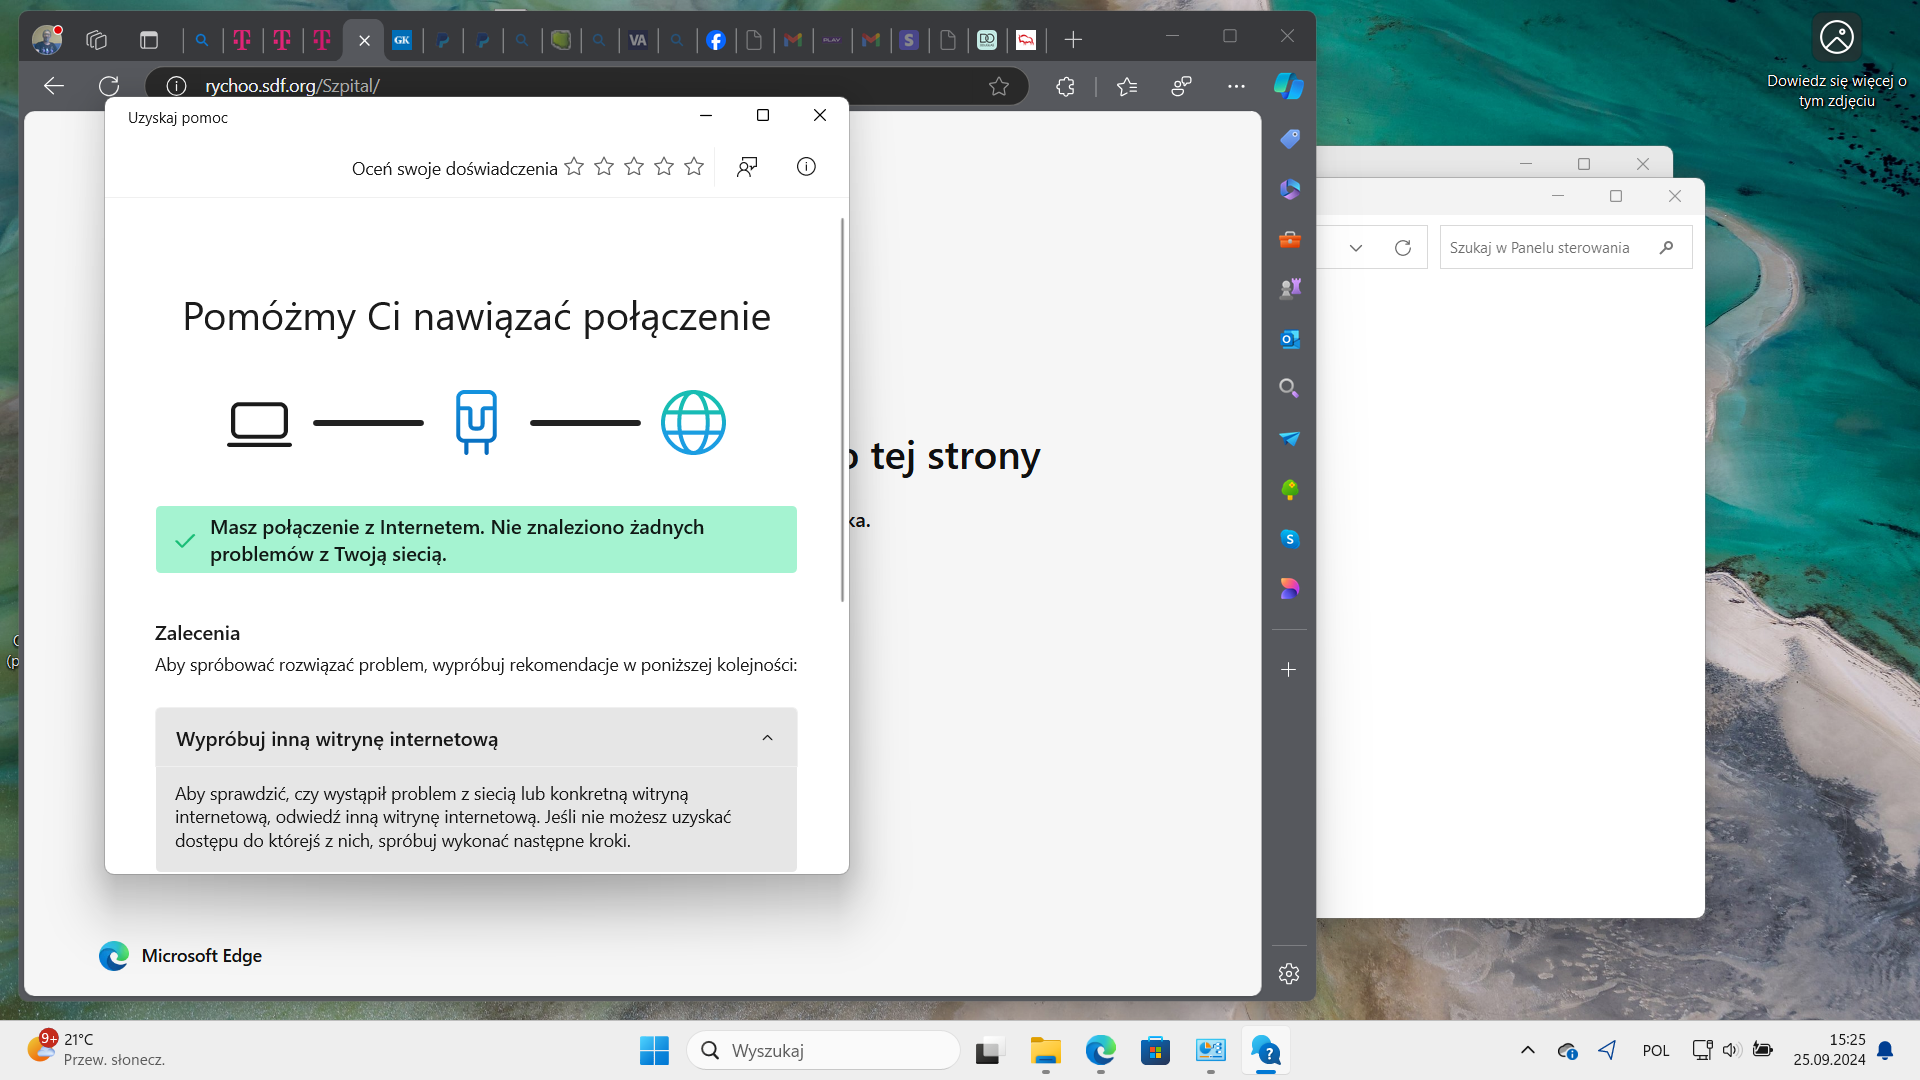 GK
VA
PLAY
S
DO
rychoo.sdf.org/Szpital/
Dowiedz się więcej o
tym zdjęciu
Uzyskaj pomoc
Oceń swoje doświadczenia
Szukaj w Panelu sterowania
Pomóżmy Ci nawiązać połączenie
o tej strony
ka.
Masz połączenie z Internetem. Nie znaleziono żadnych
problemów z Twoją siecią.
Zalecenia
Aby spróbować rozwiązać problem, wypróbuj rekomendacje w poniższej kolejności:
Wypróbuj inną witrynę internetową
Aby sprawdzić, czy wystąpił problem z siecią lub konkretną witryną
internetową, odwiedź inną witrynę internetową. Jeśli nie możesz uzyskać
dostępu do którejś z nich, spróbuj wykonać następne kroki.
Microsoft Edge
9+
21°C
Przew. słonecz.
Wyszukaj
POL
15:25
25.09.2024